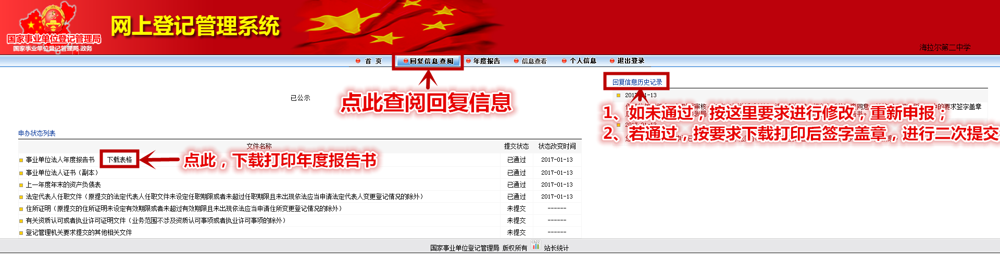 国家事业单位登记管理局
国家事业单位登记管理局.政务
网上登记管理系统
海拉尔第二中学
首 页 回复信息查阅 年度报告 信息查看 个人信息 退出登录
回复信息历史记录
已公示
点此查阅回复信息
2017-01-13
审核
同意
中的要求签字盖章
我局
告书。
1、如未通过，按这里要求进行修改，重新申报；
2017-01-13
2、若通过，按要求下载打印后签字盖章，进行二次提交
申办状态列表
文件名称 提交状态 状态改变时间
事业单位法人年度报告书 下载表格 已通过 2017-01-13
点此，下载打印年度报告书
事业单位法人证书（副本） 已通过 2017-01-13
上一年度年末的资产负债表 已通过 2017-01-13
法定代表人任职文件（原提交的法定代表人任职文件未设定任职期限或者未超过任职期限且未出现依法应当申请法定代表人变更登记情况的除外） 已通过 2017-01-13
住所证明（原提交的住所证明未设定有效期限或者未超过有效期限且未出现依法应当申请住所变更登记情况的除外） 未提交 ------
有关资质认可或者执业许可证明文件（业务范围不涉及资质认可事项或者执业许可事项的除外） 未提交 ------
登记管理机关要求提交的其他相关文件 未提交 ------
国家事业单位登记管理局 版权所有 CNZZ 站长统计